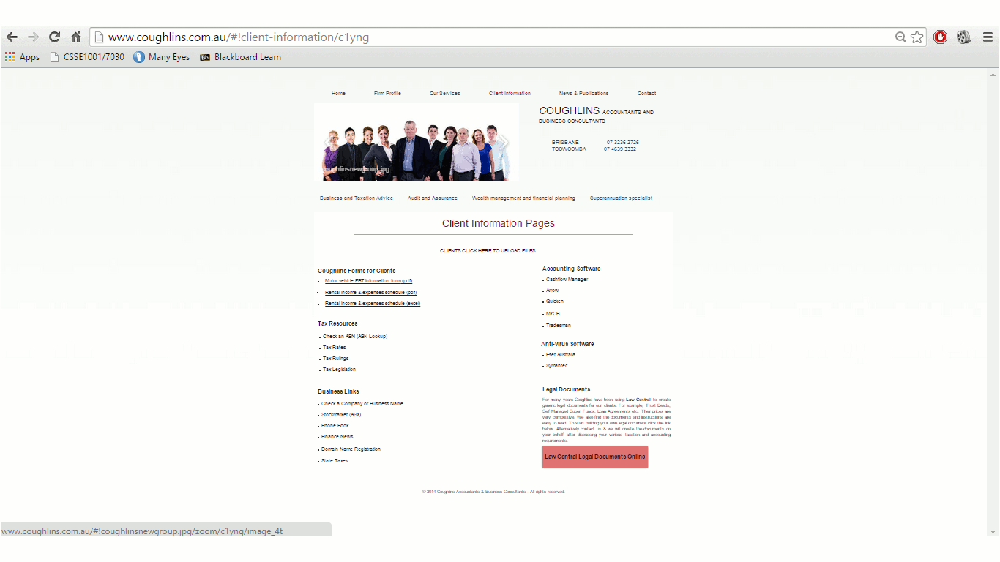 www.coughlins.com.au/#!client-information/c1yng
Apps CSSE1001/7030 Many Eyes Bb Blackboard Learn
Home Firm Profile Our Services Client Information News & Publications Contact
COUGHLINS ACCOUNTANTS AND
BUSINESS CONSULTANTS
BRISBANE 07 3236 2726
TOOWOOMBA 07 4639 3332
coughlinsnewgroup.jpg
Business and Taxation Advice Audit and Assurance Wealth management and financial planning Superannuation specialist
Client Information Pages
CLIENTS CLICK HERE TO UPLOAD FILES
Coughlins Forms for Clients
• Motor vehicle FBT information form (pdf)
• Rental income & expenses schedule (pdf)
• Rental income & expenses schedule (excel)
Tax Resources
• Check an ABN (ABN Lookup)
• Tax Rates
• Tax Rulings
• Tax Legislation
Business Links
• Check a Company or Business Name
• Stockmarket (ASX)
• Phone Book
• Finance News
• Domain Name Registration
• State Taxes
Accounting Software
• Cashflow Manager
• Arrow
• Quicken
• MYOB
• Tradesman
Anti-virus Software
• Eset Australia
• Symantec
Legal Documents
For many years Coughlins have been using Law Central to create
generic legal documents for our clients. For example, Trust Deeds,
Self Managed Super Funds, Loan Agreements etc. Their prices are
very competitive. We also find the documents and instructions are
easy to read. To start building your own legal document click the link
below. Alternatively contact us & we will create the documents on
your behalf after discussing your various taxation and accounting
requirements.
Law Central Legal Documents Online
© 2014 Coughlins Accountants & Business Consultants - All rights reserved.
www.coughlins.com.au/#!coughlinsnewgroup.jpg/zoom/c1yng/image_4t